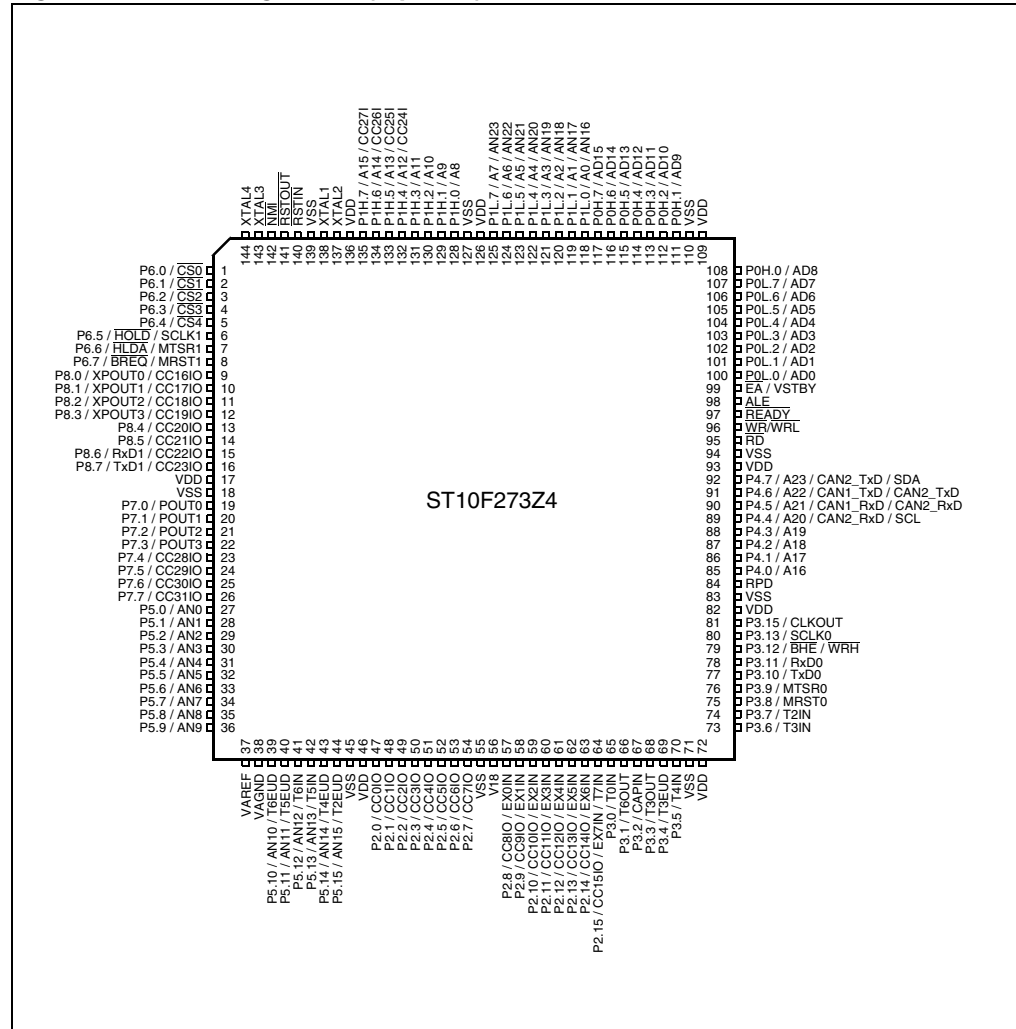 XTAL4
XTAL3
NMI
RSTOUT
RSTIN
VSS
XTAL1
XTAL2
VDD
P1H.7 / A15 / CC27I
P1H.6 / A14 / CC26I
P1H.5 / A13 / CC25I
P1H.4 / A12 / CC24I
P1H.3 / A11
P1H.2 / A10
P1H.1 / A9
P1H.0 / A8
VSS
VDD
P1L.7 / A7 / AN23
P1L.6 / A6 / AN22
P1L.5 / A5 / AN21
P1L.4 / A4 / AN20
P1L.3 / A3 / AN19
P1L.2 / A2 / AN18
P1L.1 / A1 / AN17
P1L.0 / A0 / AN16
P0H.7 / AD15
P0H.6 / AD14
P0H.5 / AD13
P0H.4 / AD12
P0H.3 / AD11
P0H.2 / AD10
P0H.1 / AD9
VSS
VDD
144
143
142
141
140
139
138
137
136
135
134
133
132
131
130
129
128
127
126
125
124
123
122
121
120
119
118
117
116
115
114
113
112
111
110
109
P6.0 / CS0 1
P6.1 / CS1 2
P6.2 / CS2 3
P6.3 / CS3 4
P6.4 / CS4 5
P6.5 / HOLD / SCLK1 6
P6.6 / HLDA / MTSR1 7
P6.7 / BREQ / MRST1 8
P8.0 / XPOUT0 / CC16IO 9
P8.1 / XPOUT1 / CC17IO 10
P8.2 / XPOUT2 / CC18IO 11
P8.3 / XPOUT3 / CC19IO 12
P8.4 / CC20IO 13
P8.5 / CC21IO 14
P8.6 / RxD1 / CC22IO 15
P8.7 / TxD1 / CC23IO 16
VDD 17
VSS 18
P7.0 / POUT0 19
P7.1 / POUT1 20
P7.2 / POUT2 21
P7.3 / POUT3 22
P7.4 / CC28IO 23
P7.5 / CC29IO 24
P7.6 / CC30IO 25
P7.7 / CC31IO 26
P5.0 / AN0 27
P5.1 / AN1 28
P5.2 / AN2 29
P5.3 / AN3 30
P5.4 / AN4 31
P5.5 / AN5 32
P5.6 / AN6 33
P5.7 / AN7 34
P5.8 / AN8 35
P5.9 / AN9 36
ST10F273Z4
108 P0H.0 / AD8
107 P0L.7 / AD7
106 P0L.6 / AD6
105 P0L.5 / AD5
104 P0L.4 / AD4
103 P0L.3 / AD3
102 P0L.2 / AD2
101 P0L.1 / AD1
100 P0L.0 / AD0
99 EA / VSTBY
98 ALE
97 READY
96 WR/WRL
95 RD
94 VSS
93 VDD
92 P4.7 / A23 / CAN2_TxD / SDA
91 P4.6 / A22 / CAN1_TxD / CAN2_TxD
90 P4.5 / A21 / CAN1_RxD / CAN2_RxD
89 P4.4 / A20 / CAN2_RxD / SCL
88 P4.3 / A19
87 P4.2 / A18
86 P4.1 / A17
85 P4.0 / A16
84 RPD
83 VSS
82 VDD
81 P3.15 / CLKOUT
80 P3.13 / SCLK0
79 P3.12 / BHE / WRH
78 P3.11 / RxD0
77 P3.10 / TxD0
76 P3.9 / MTSR0
75 P3.8 / MRST0
74 P3.7 / T2IN
73 P3.6 / T3IN
37
38
39
40
41
42
43
44
45
46
47
48
49
50
51
52
53
54
55
56
57
58
59
60
61
62
63
64
65
66
67
68
69
70
71
72
VAREF
VAGND
P5.10 / AN10 / T6EUD
P5.11 / AN11 / T5EUD
P5.12 / AN12 / T6IN
P5.13 / AN13 / T5IN
P5.14 / AN14 / T4EUD
P5.15 / AN15 / T2EUD
VSS
VDD
P2.0 / CC0IO
P2.1 / CC1IO
P2.2 / CC2IO
P2.3 / CC3IO
P2.4 / CC4IO
P2.5 / CC5IO
P2.6 / CC6IO
P2.7 / CC7IO
VSS
V18
P2.8 / CC8IO / EX0IN
P2.9 / CC9IO / EX1IN
P2.10 / CC10IO / EX2IN
P2.11 / CC11IO / EX3IN
P2.12 / CC12IO / EX4IN
P2.13 / CC13IO / EX5IN
P2.14 / CC14IO / EX6IN
P2.15 / CC15IO / EX7IN / T7IN
P3.0 / T0IN
P3.1 / T6OUT
P3.2 / CAPIN
P3.3 / T3OUT
P3.4 / T3EUD
P3.5 / T4IN
VSS
VDD